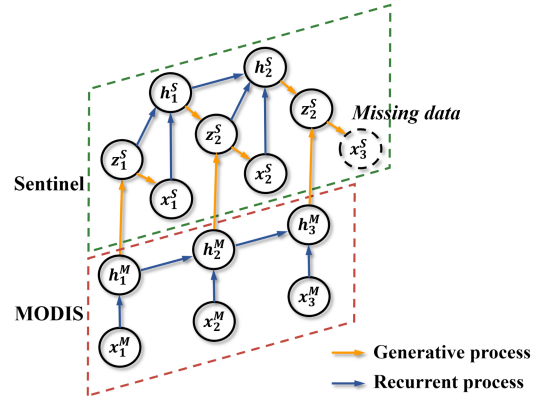 h₂ˢ
h₁ˢ
z₂ˢ
Missing data
z₂ˢ
x₃ˢ
z₁ˢ
x₂ˢ
Sentinel
x₁ˢ
h₃ᴹ
h₂ᴹ
h₁ᴹ
x₃ᴹ
MODIS
x₂ᴹ
x₁ᴹ
Generative process
Recurrent process